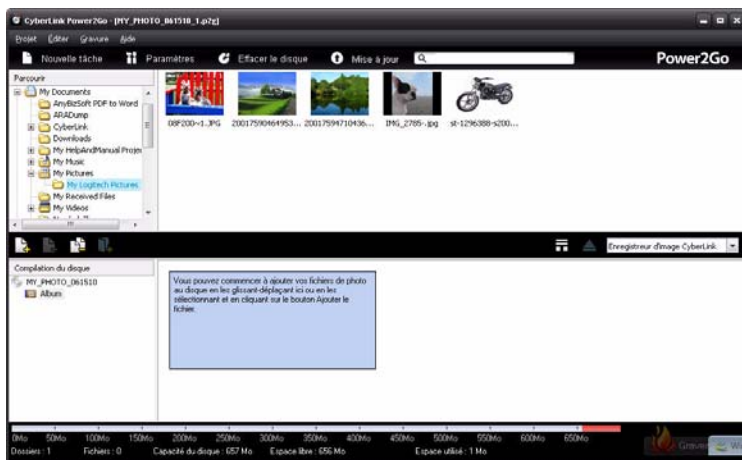 CyberLink Power2Go - [MY_PHOTO_061510_1.p2g]
Projet Éditer Gravure Aide
Nouvelle tâche Paramètres Effacer le disque Mise à jour Power2Go
Parcourir
My Documents
AnyBizSoft PDF to Word
ARADump
CyberLink
Downloads
My HelpAndManual Projec
My Music
My Pictures
My Logitech Pictures
My Received Files
My Videos
08F200~1.JPG 20017590464953... 20017594710436... IMG_2785-.jpg st-1296388-s200...
Enregistreur d'image CyberLink
Compilation du disque
MY_PHOTO_061510
Album
Vous pouvez commencer à ajouter vos fichiers de photo
au disque en les glissant-déplaçant ici ou en les
sélectionnant et en cliquant sur le bouton Ajouter le
fichier.
0Mo 50Mo 100Mo 150Mo 200Mo 250Mo 300Mo 350Mo 400Mo 450Mo 500Mo 550Mo 600Mo 650Mo
Dossiers : 1 Fichiers : 0 Capacité du disque : 657 Mo Espace libre : 656 Mo Espace utilisé : 1 Mo